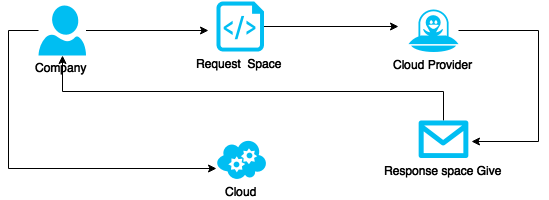 Company
Request  Space
Cloud Provider
Response space Give
Cloud